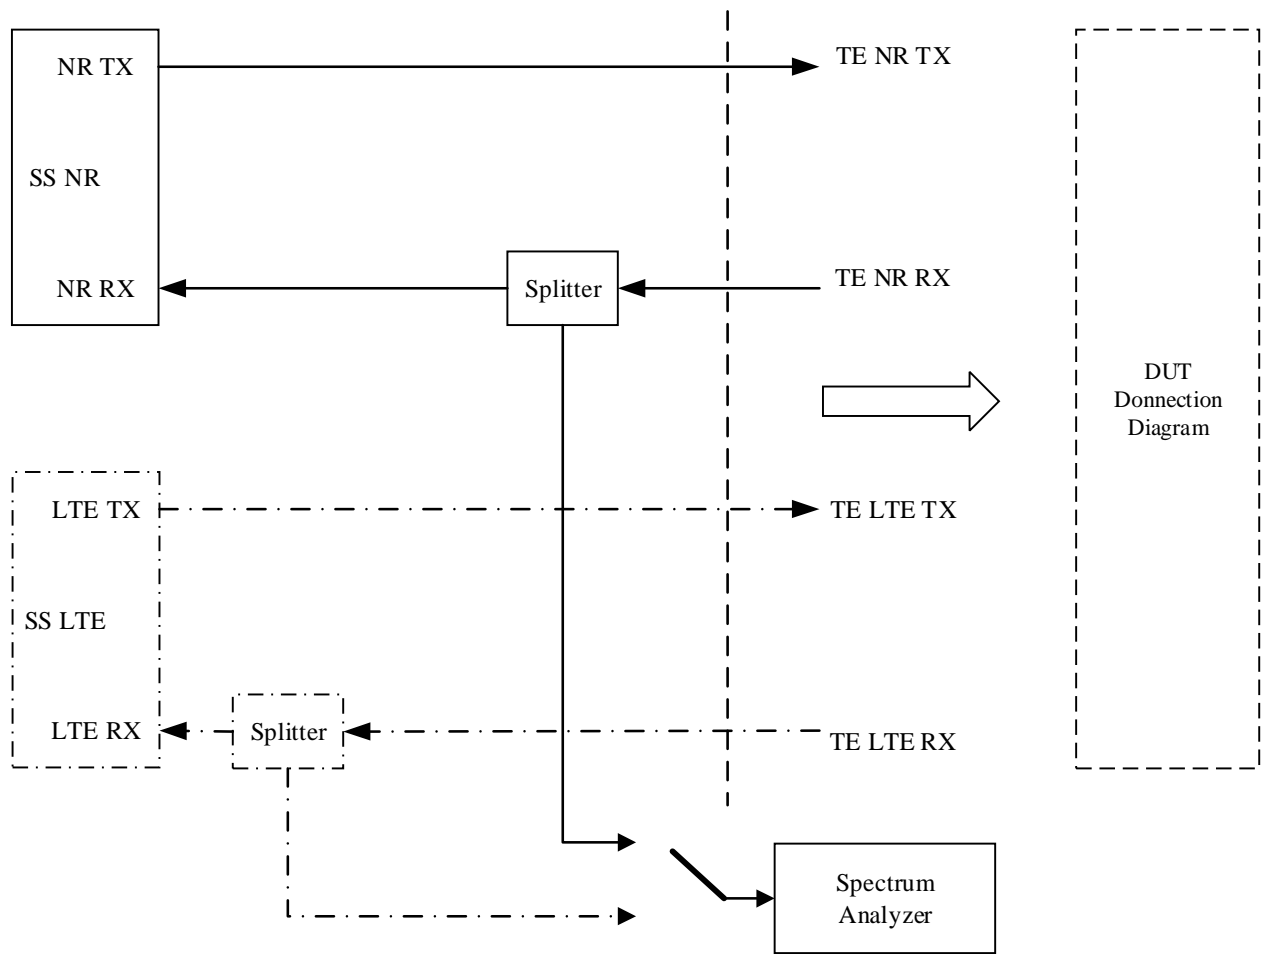 NR TX
TE NR TX
SS NR
NR RX
Splitter
TE NR RX
DUT
Donnection
Diagram
LTE TX
TE LTE TX
SS LTE
LTE RX
Splitter
TE LTE RX
Spectrum
Analyzer